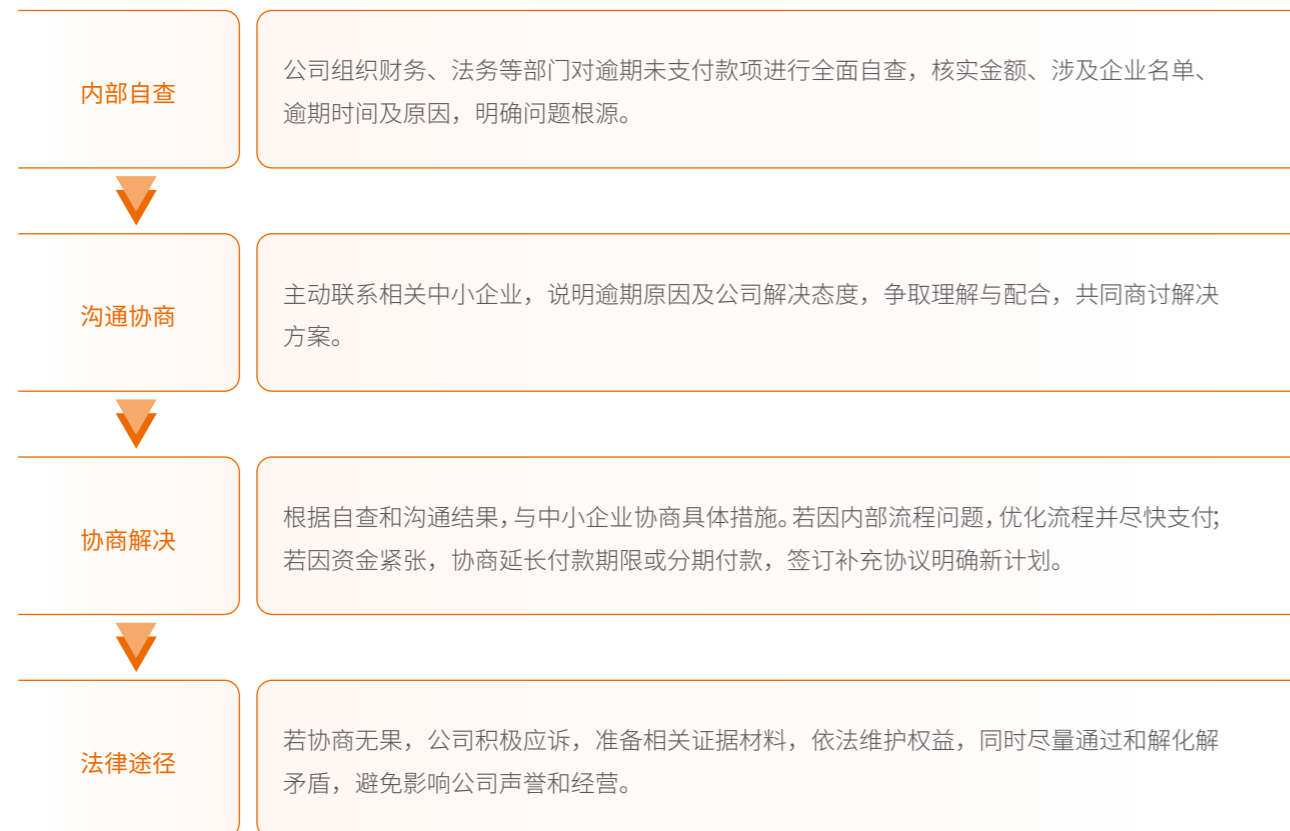 内部自查
公司组织财务、法务等部门对逾期未支付款项进行全面自查，核实金额、涉及企业名单、
逾期时间及原因，明确问题根源。
沟通协商
主动联系相关中小企业，说明逾期原因及公司解决态度，争取理解与配合，共同商讨解决
方案。
协商解决
根据自查和沟通结果，与中小企业协商具体措施。若因内部流程问题，优化流程并尽快支付；
若因资金紧张，协商延长付款期限或分期付款，签订补充协议明确新计划。
法律途径
若协商无果，公司积极应诉，准备相关证据材料，依法维护权益，同时尽量通过和解化解
矛盾，避免影响公司声誉和经营。